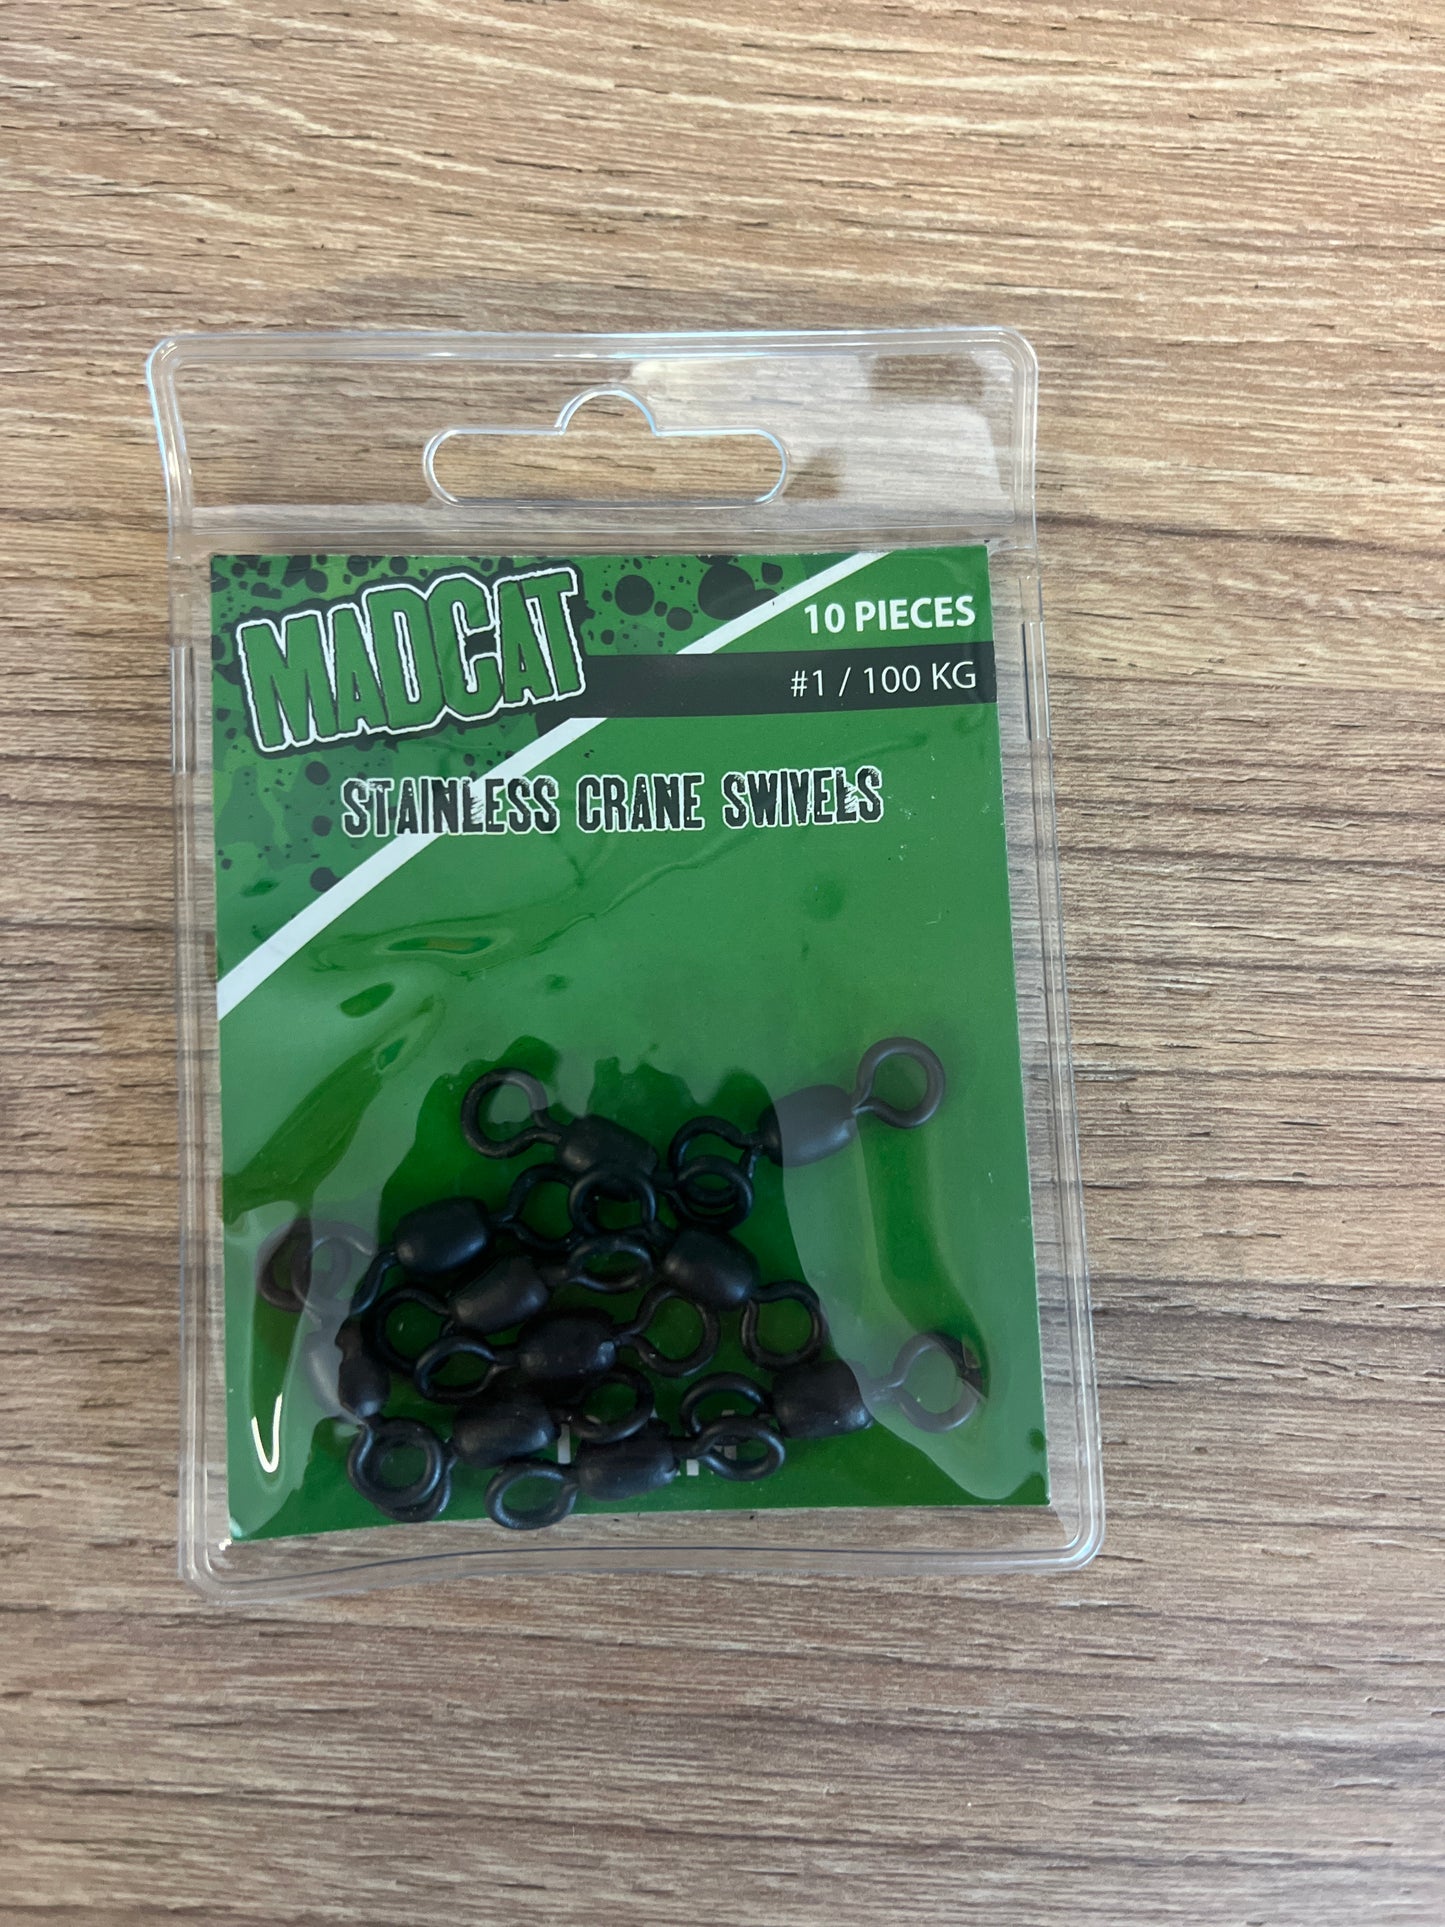 MADCAT
10 PIECES
#1 / 100 KG
STAINLESS CRANE SWIVELS